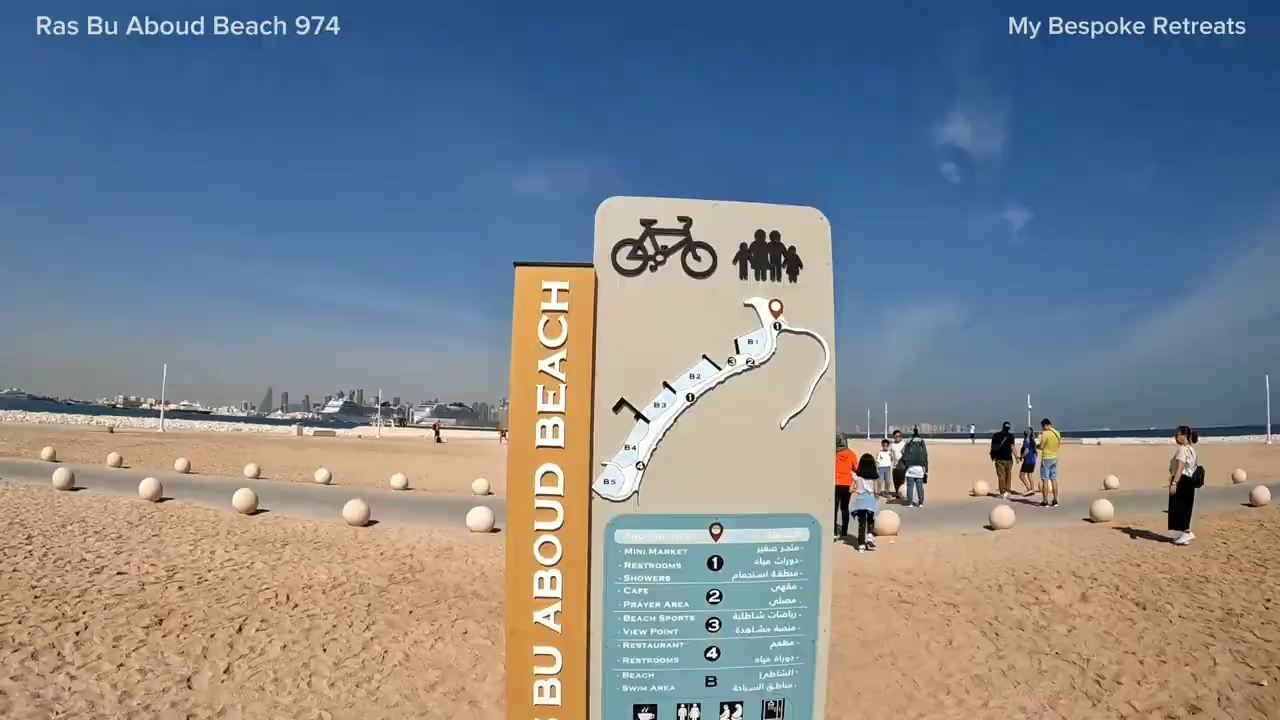 Ras Bu Aboud Beach 974
My Bespoke Retreats
BU ABOUD BEACH
1
B1
3 2
B2
B3 1
B4
4
B5
· MINI MARKET 1 - متجر صغير
· RESTROOMS - دورات مياه
· SHOWERS - منطقة استحمام
· CAFE 2 - مقهى
· PRAYER AREA - مصلى
· BEACH SPORTS 3 - رياضات شاطئية
· VIEW POINT - منصة مشاهدة
· RESTAURANT 4 - مطعم
· RESTROOMS - دوراة مياه
· BEACH B - الشاطئ
· SWIM AREA - مناطق السباحة